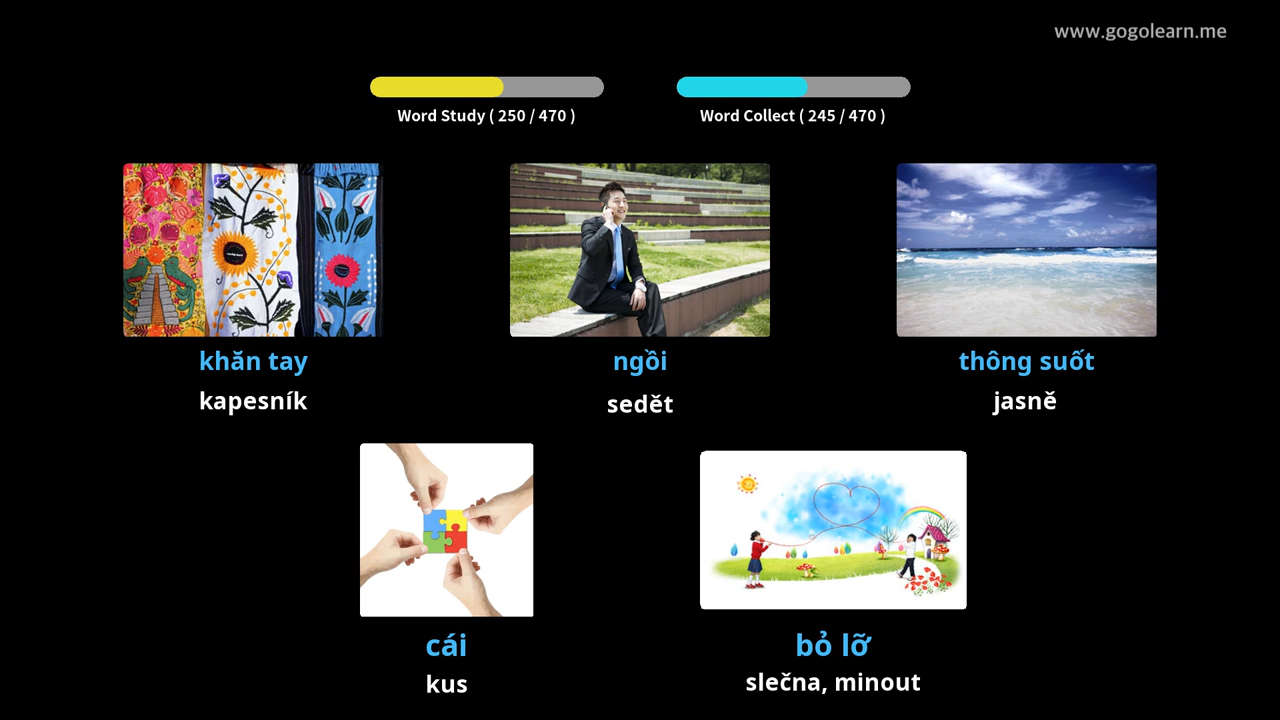 www.gogolearn.me
Word Study ( 250 / 470 )
Word Collect ( 245 / 470 )
khăn tay
kapesník
ngồi
sedět
thông suốt
jasně
cái
kus
bỏ lỡ
slečna, minout